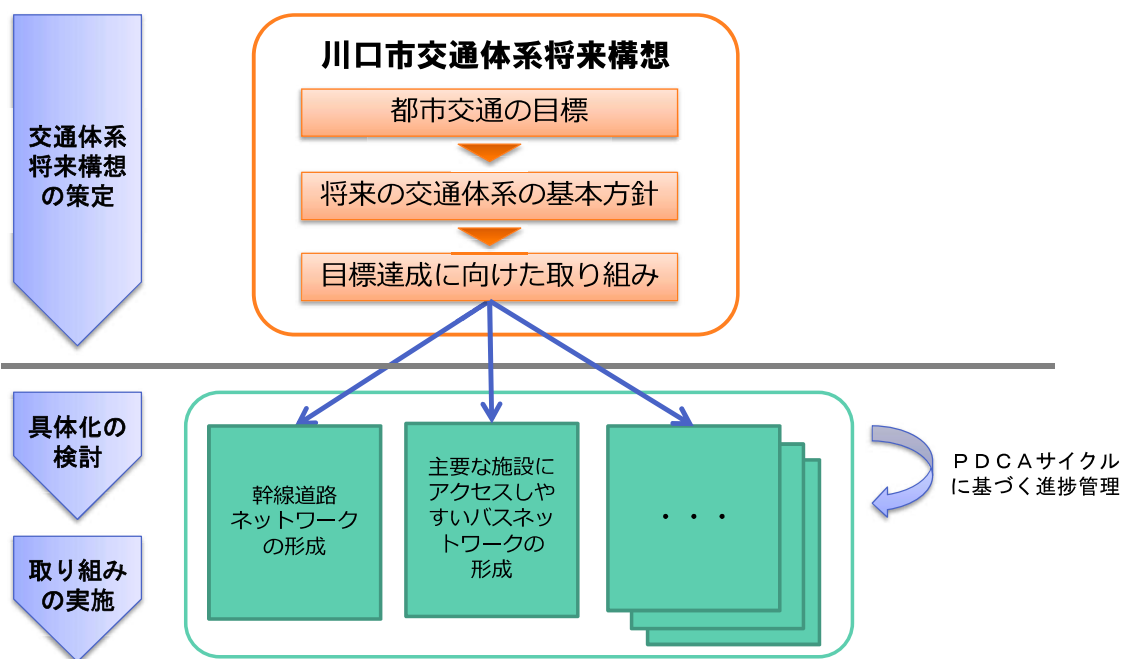 川口市交通体系将来構想
都市交通の目標
将来の交通体系の基本方針
目標達成に向けた取り組み
交通体系
将来構想
の策定
具体化の
検討
取り組み
の実施
幹線道路
ネットワーク
の形成
主要な施設に
アクセスしや
すいバスネッ
トワークの
形成
・・・
ＰＤＣＡサイクル
に基づく進捗管理